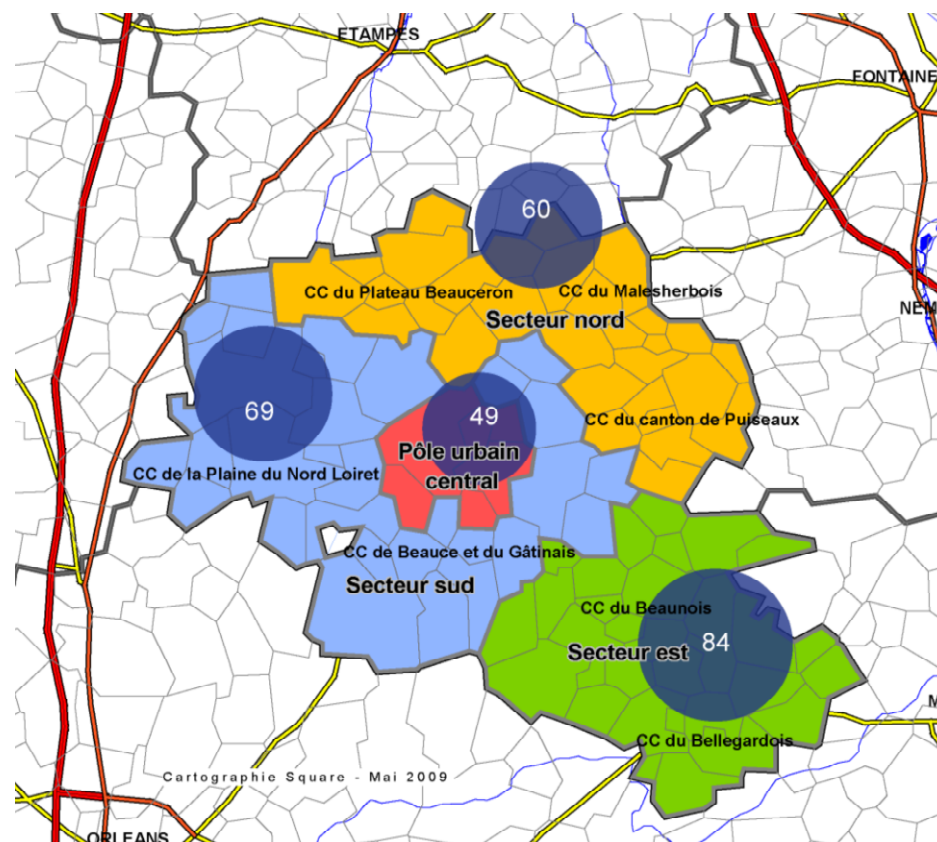 ETAMPES
FONTAINE
60
CC du Plateau Beauceron
CC du Malesherbois
NEM
Secteur nord
69
49
CC du canton de Puiseaux
Pôle urbain
central
CC de la Plaine du Nord Loiret
CC de Beauce et du Gâtinais
Secteur sud
CC du Beaunois
Secteur est
84
M
CC du Bellegardois
Cartographie Square - Mai 2009
ORLEANS